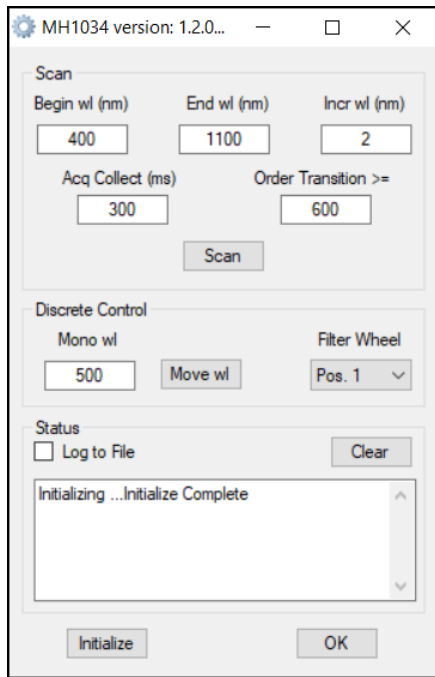 MH1034 version: 1.2.0...
Scan
Begin wl (nm) End wl (nm) Incr wl (nm)
400 1100 2
Acq Collect (ms) Order Transition >=
300 600
Scan
Discrete Control
Mono wl Filter Wheel
500 Move wl Pos. 1
Status
Log to File Clear
Initializing ...Initialize Complete
Initialize OK